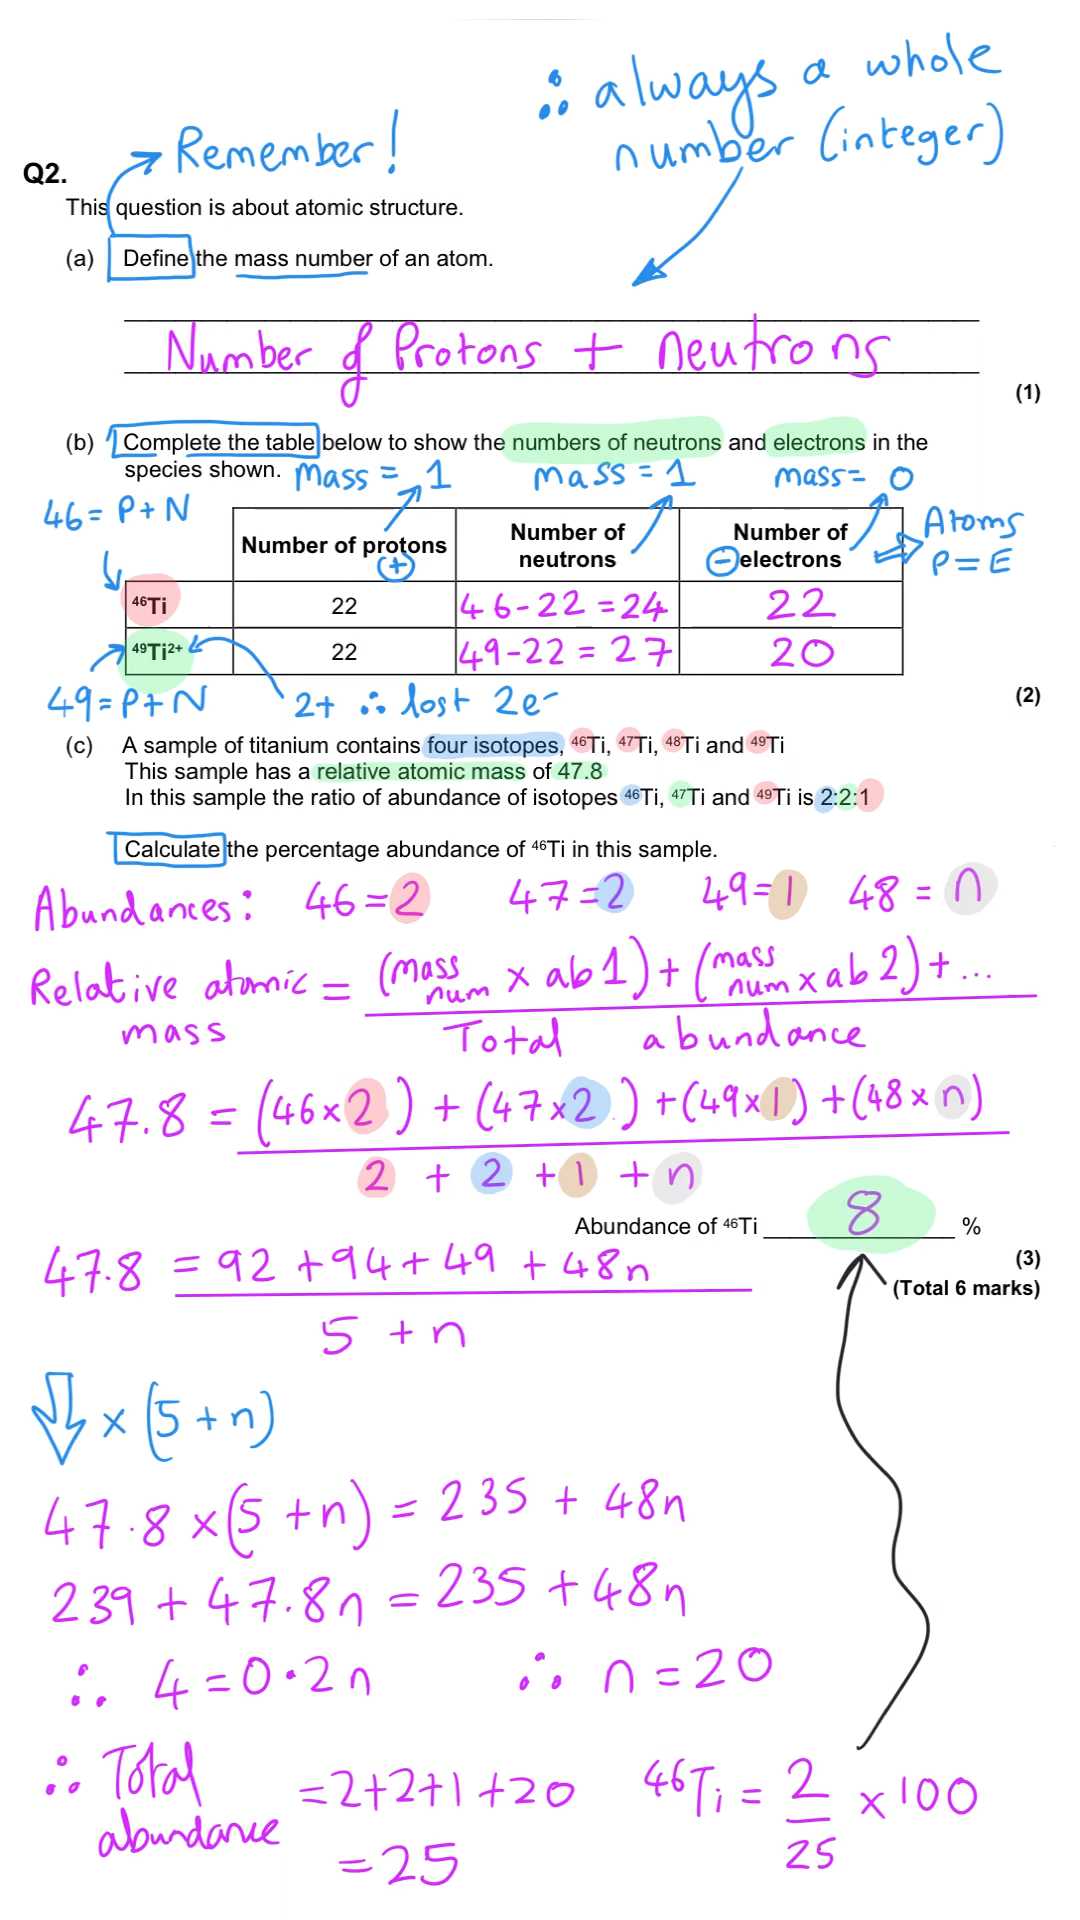 ∴ always a whole
number (integer)
→ Remember!
Q2.
This question is about atomic structure.
(a) Define the mass number of an atom.
Number of Protons + neutrons
(1)
(b) Complete the table below to show the numbers of neutrons and electrons in the
species shown.
mass = 1 mass = 1 mass = 0
46 = P + N
Atoms
P = E
Number of protons
Number of neutrons
Number of electrons
(+) (−)
⁴⁶Ti 22 46-22 = 24 22
⁴⁹Ti²⁺ 22 49-22 = 27 20
49 = P + N 2+ ∴ lost 2e⁻
(2)
(c) A sample of titanium contains four isotopes, ⁴⁶Ti, ⁴⁷Ti, ⁴⁸Ti and ⁴⁹Ti
This sample has a relative atomic mass of 47.8
In this sample the ratio of abundance of isotopes ⁴⁶Ti, ⁴⁷Ti and ⁴⁹Ti is 2:2:1
Calculate the percentage abundance of ⁴⁶Ti in this sample.
Abundances: 46 = 2 47 = 2 49 = 1 48 = n
Relative atomic mass = (mass num x ab 1) + (mass num x ab 2) + ...
Total abundance
47.8 = (46 x 2) + (47 x 2.) + (49 x 1) + (48 x n)
2 + 2 + 1 + n
Abundance of ⁴⁶Ti 8 %
(3)
(Total 6 marks)
47.8 = 92 + 94 + 49 + 48n
5 + n
x (5 + n)
47.8 x (5 + n) = 235 + 48n
239 + 47.8n = 235 + 48n
∴ 4 = 0.2n ∴ n = 20
∴ Total abundance = 2+2+1+20
= 25
⁴⁶Ti = 2
25
x 100